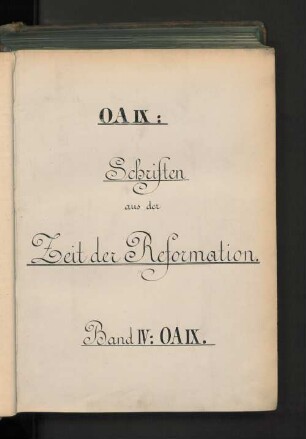 OA IX:
Schriften
aus der
Zeit der Reformation.
Band IV: OA IX.